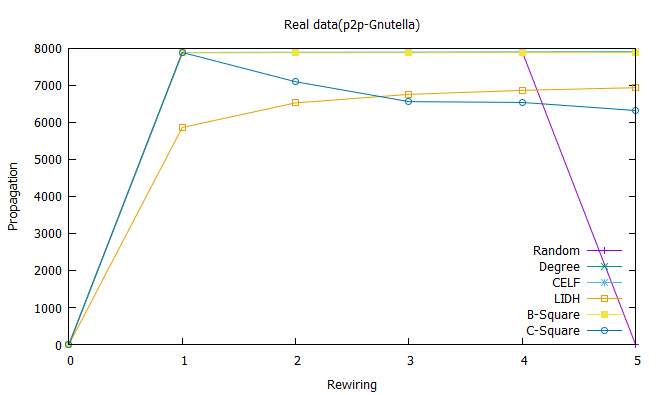 Real data(p2p-Gnutella)
8000
7000
6000
5000
4000
3000
2000
1000
0
Propagation
Random
Degree
CELF
LIDH
B-Square
C-Square
0 1 2 3 4 5
Rewiring